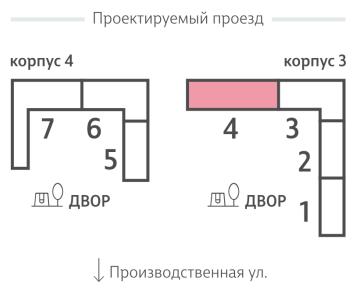 Проектируемый проезд
корпус 4
корпус 3
7
6
5
4
3
2
1
ДВОР
ДВОР
Производственная ул.